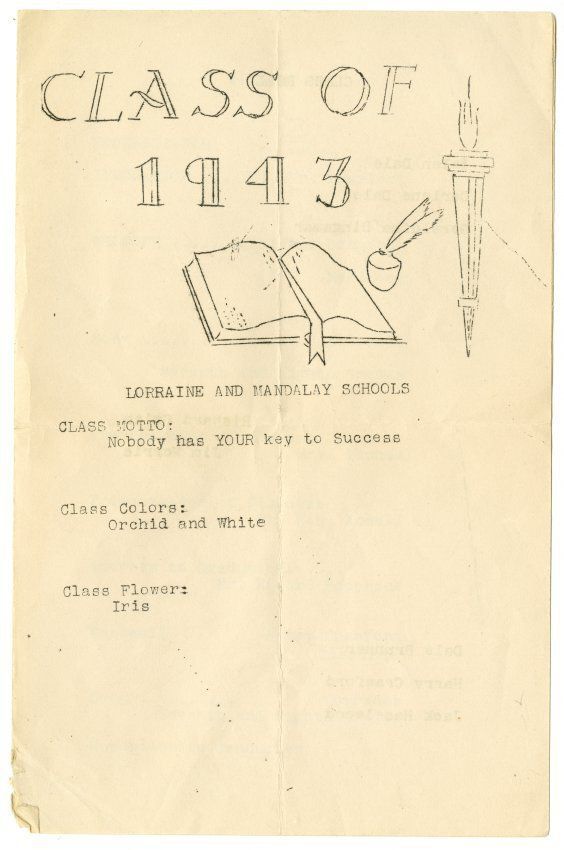 CLASS OF
1943
LORRAINE AND MANDALAY SCHOOLS
CLASS MOTTO:
Nobody has YOUR key to Success
Class Colors:
Orchid and White
Class Flower:
Iris